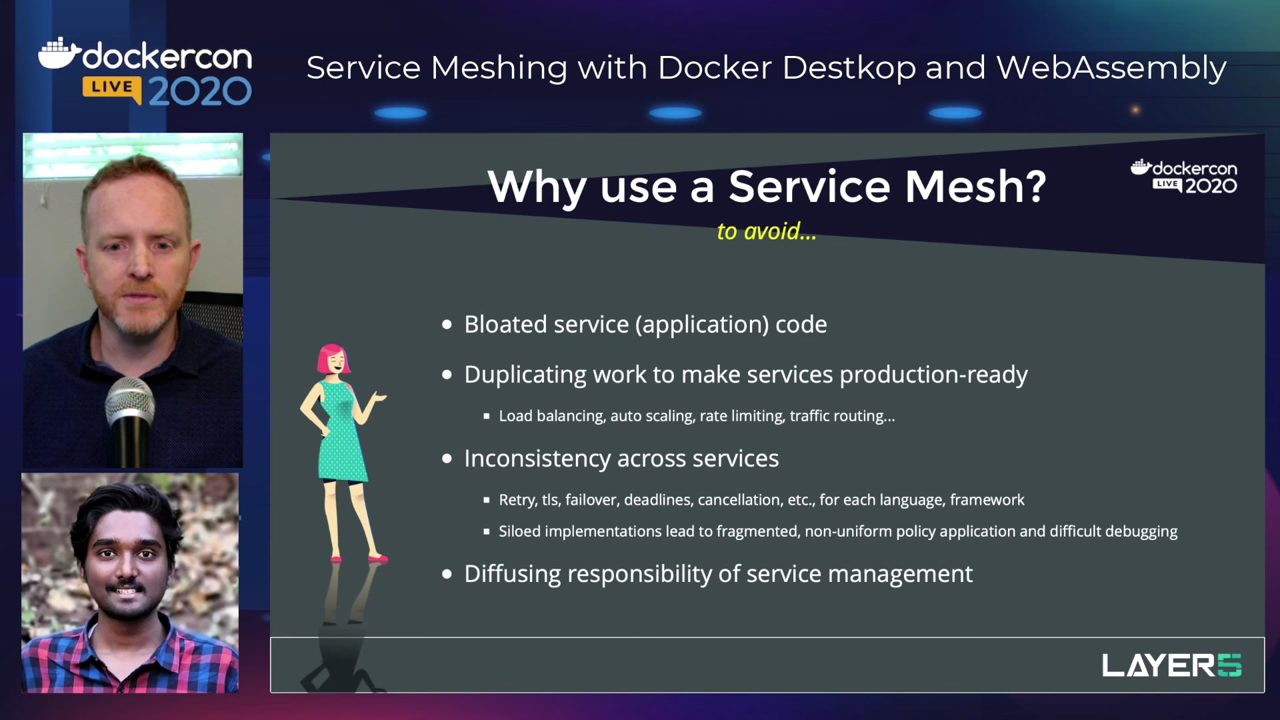 dockercon
LIVE 2020
Service Meshing with Docker Destkop and WebAssembly
Why use a Service Mesh?
dockercon
LIVE 2020
to avoid...
• Bloated service (application) code
• Duplicating work to make services production-ready
▪ Load balancing, auto scaling, rate limiting, traffic routing...
• Inconsistency across services
▪ Retry, tls, failover, deadlines, cancellation, etc., for each language, framework
▪ Siloed implementations lead to fragmented, non-uniform policy application and difficult debugging
• Diffusing responsibility of service management
LAYER5